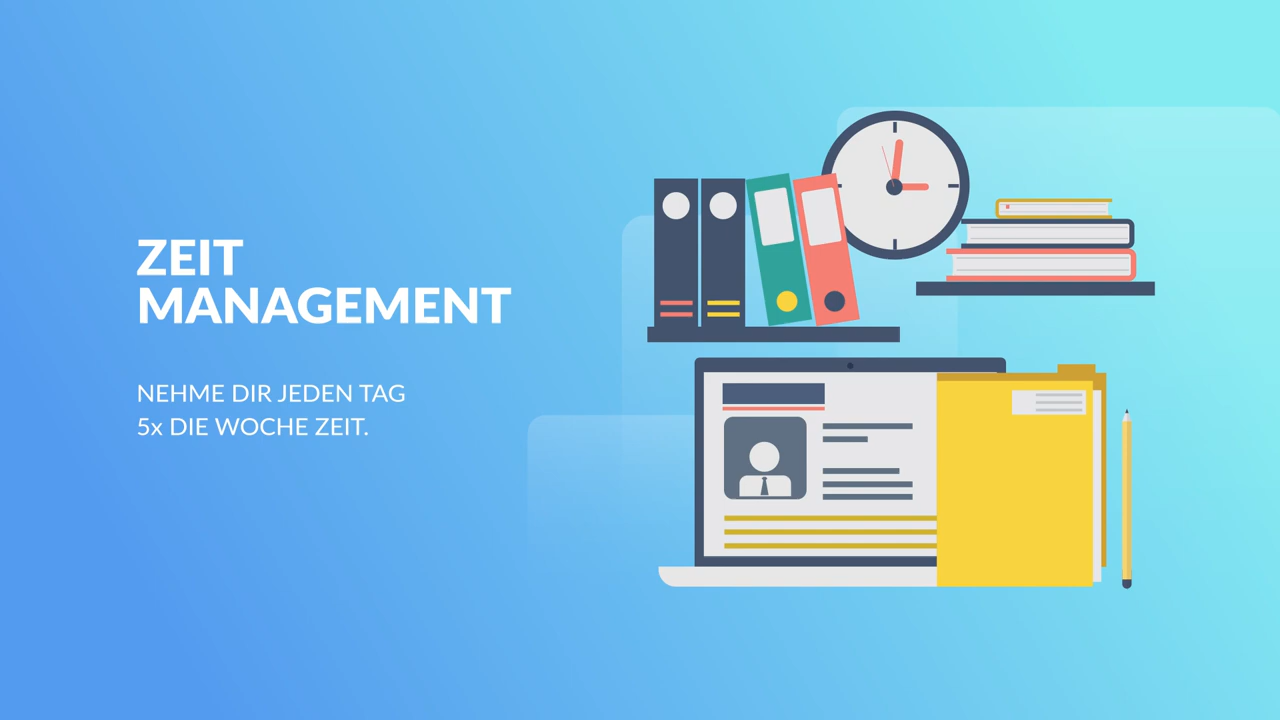 ZEIT
MANAGEMENT
NEHME DIR JEDEN TAG
5x DIE WOCHE ZEIT.